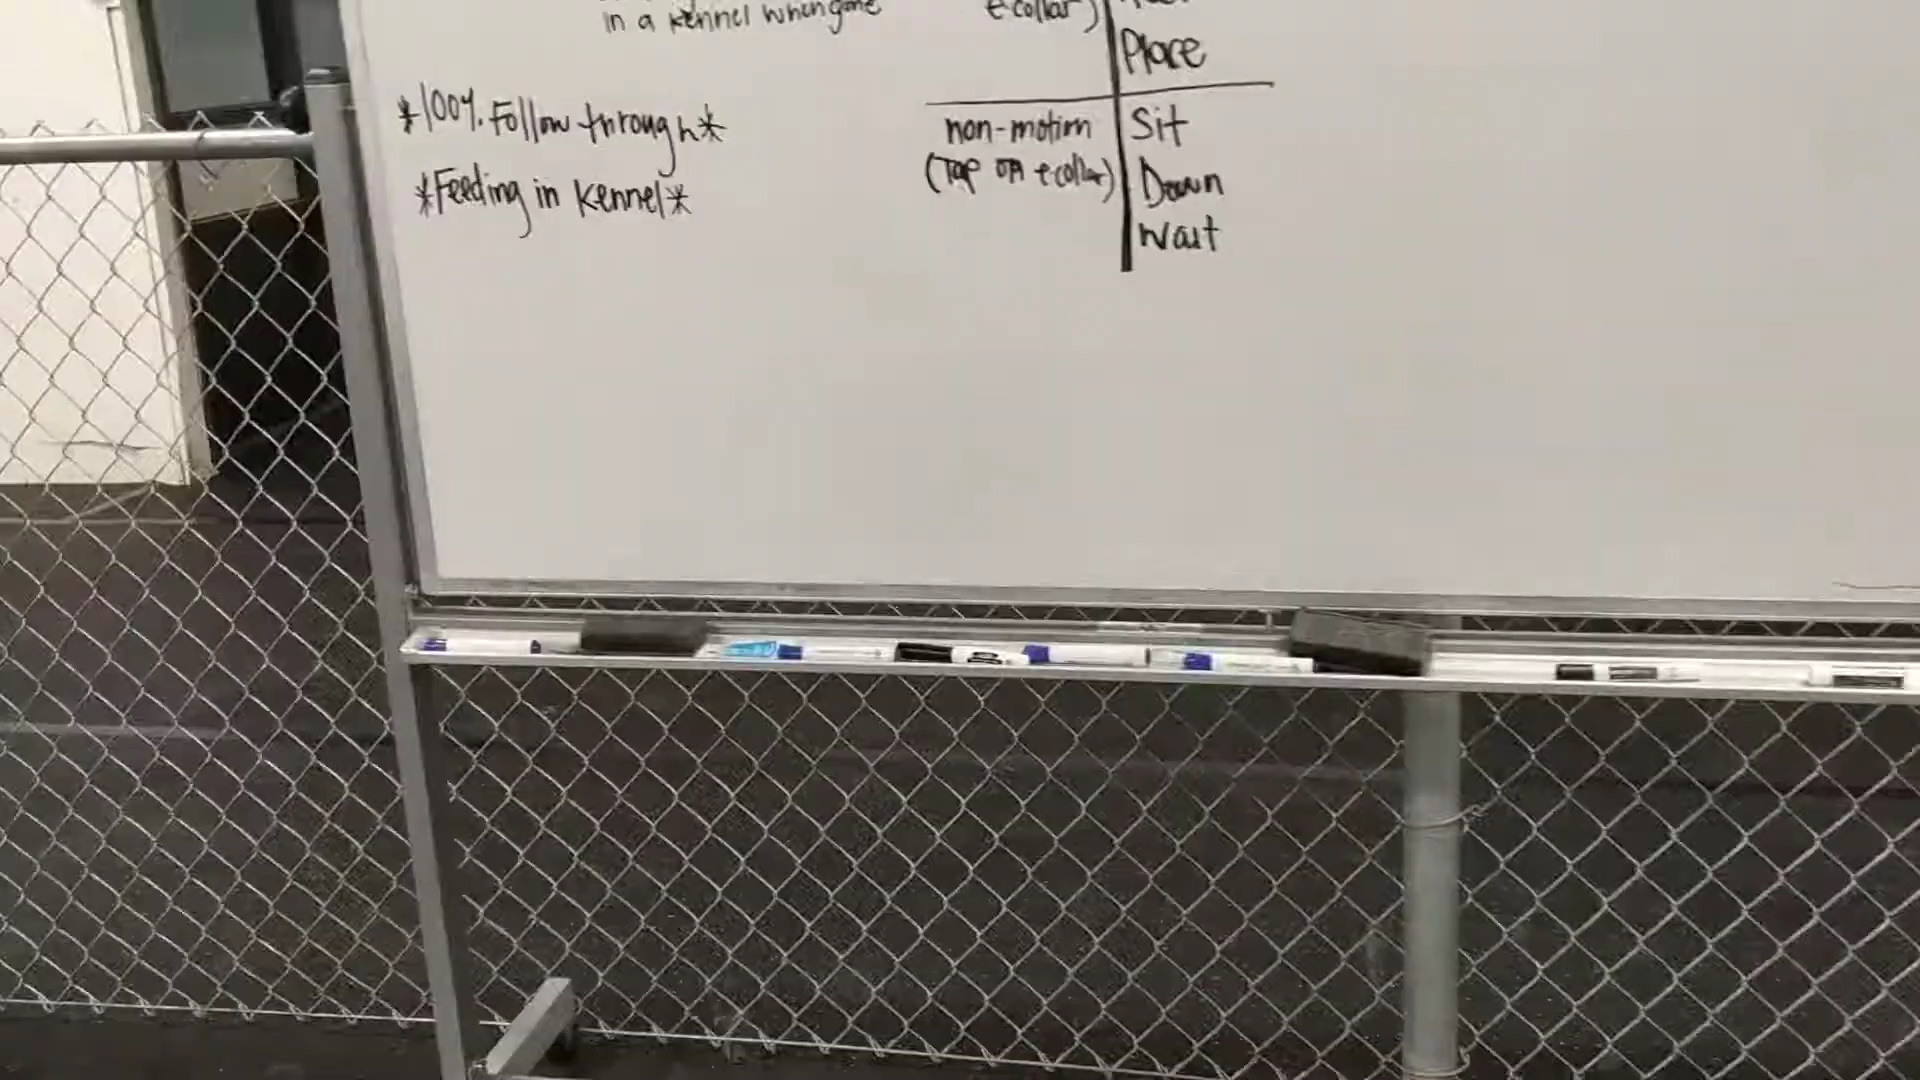 in a kennel when gone
e collar)
Place
*100% Follow through*
*Feeding in kennel*
non-motion
(Tap on e collar)
Sit
Down
Wait